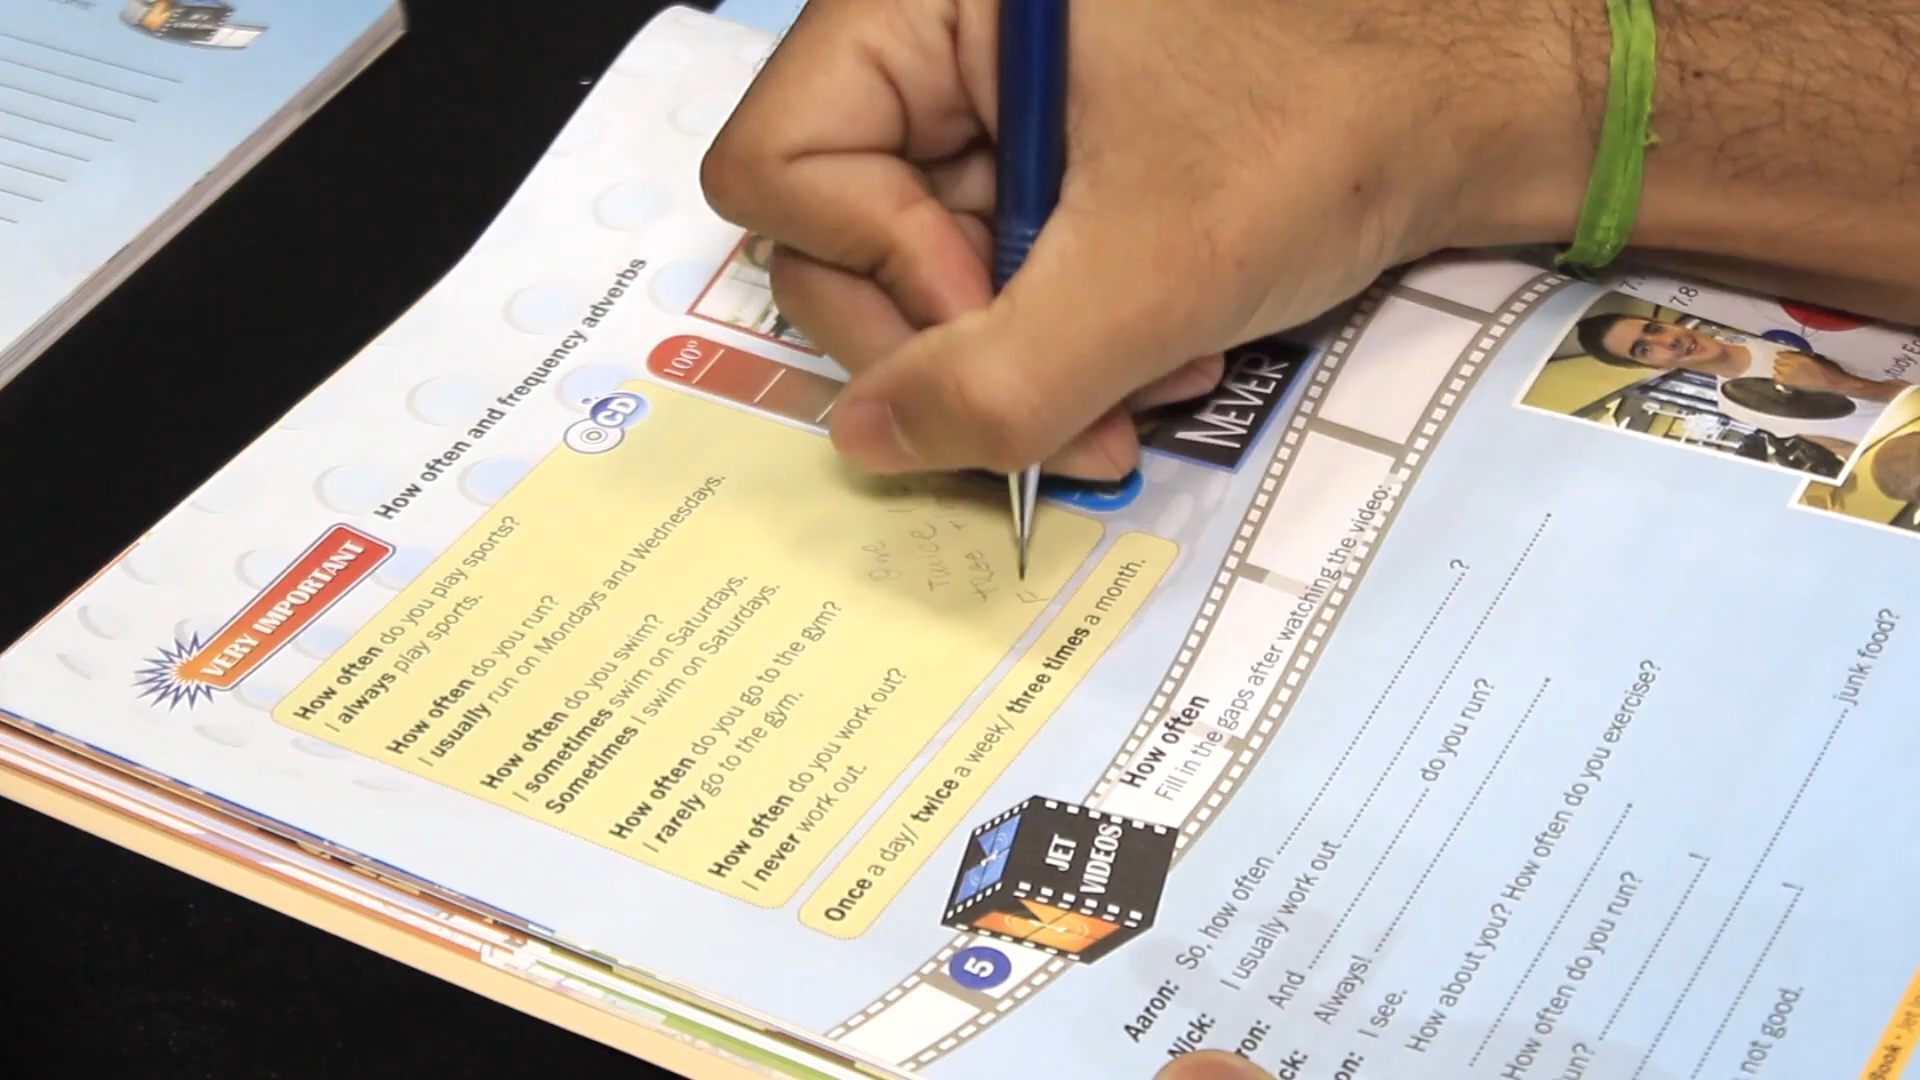 VERY IMPORTANT
How often and frequency adverbs
CD
100º
NEVER
How often do you play sports?
I always play sports.
How often do you run?
I usually run on Mondays and Wednesdays.
How often do you swim?
I sometimes swim on Saturdays.
Sometimes I swim on Saturdays.
How often do you go to the gym?
I rarely go to the gym.
How often do you work out?
I never work out.
Twice
Once a day/ twice a week/ three times a month.
JET
VIDEOS
5
How often
Fill in the gaps after watching the video:
Aaron: So, how often ?
Nick: I usually work out
And do you run?
Always!
I see.
How about you? How often do you exercise?
How often do you run?
!
junk food?
!
not good.
7.8